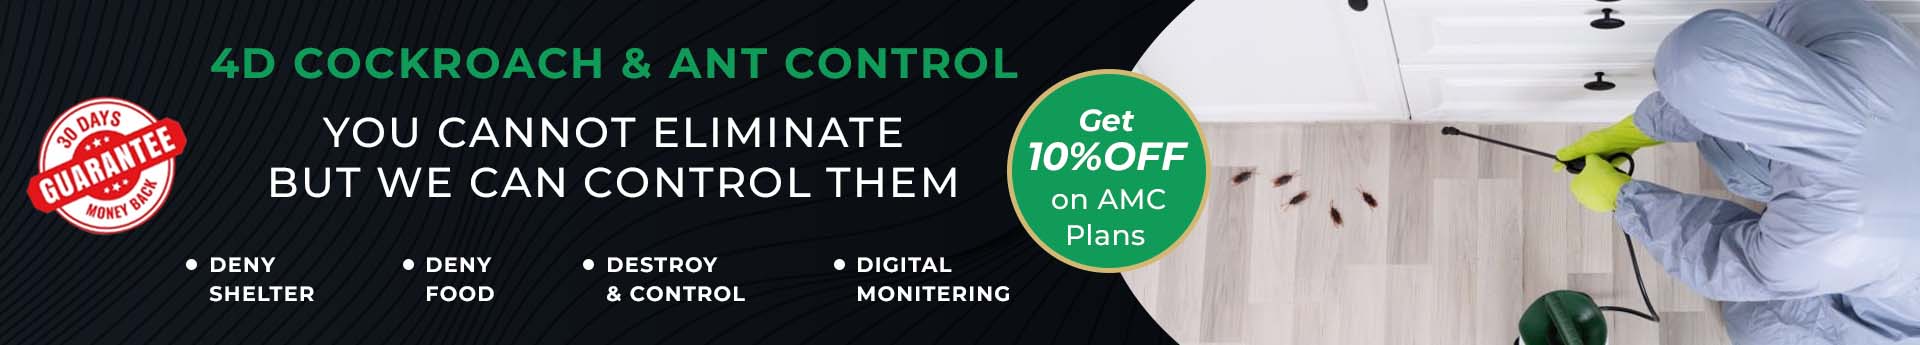 4D COCKROACH & ANT CONTROL
30 DAYS
GUARANTEE
MONEY BACK
YOU CANNOT ELIMINATE
BUT WE CAN CONTROL THEM
Get
10%OFF
on AMC
Plans
DENY
SHELTER
DENY
FOOD
DESTROY
& CONTROL
DIGITAL
MONITERING